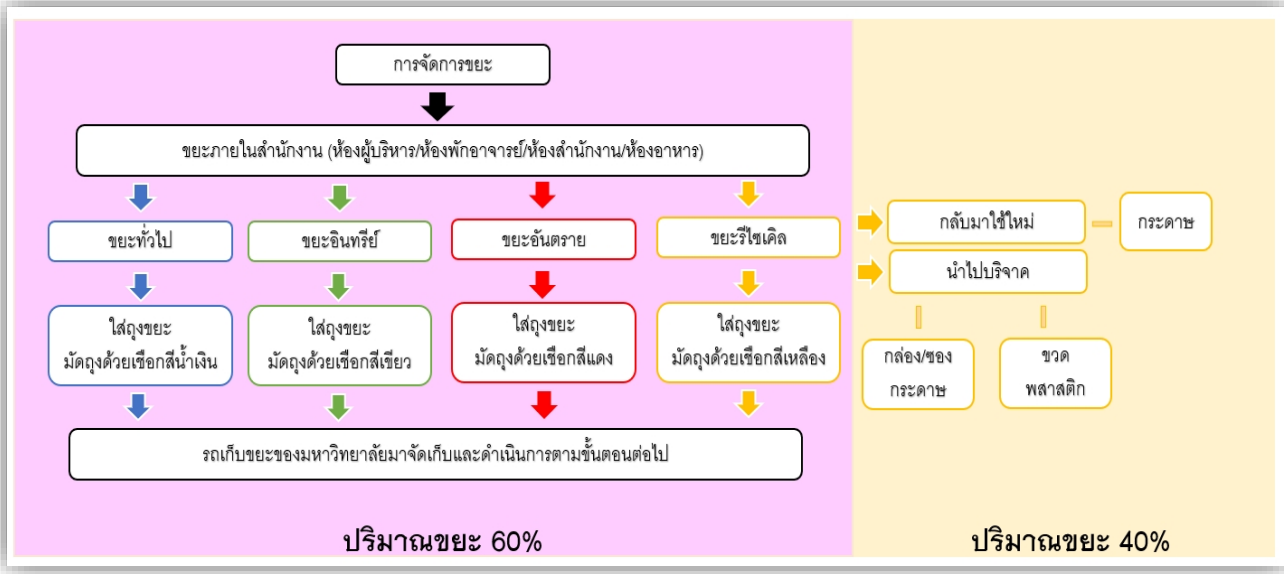 การจัดการขยะ
ขยะภายในสำนักงาน (ห้องผู้บริหาร/ห้องพักอาจารย์/ห้องสำนักงาน/ห้องอาหาร)
ขยะทั่วไป
ขยะอินทรีย์
ขยะอันตราย
ขยะรีไซเคิล
กลับมาใช้ใหม่
กระดาษ
นำไปบริจาค
ใส่ถุงขยะ
มัดถุงด้วยเชือกสีน้ำเงิน
ใส่ถุงขยะ
มัดถุงด้วยเชือกสีเขียว
ใส่ถุงขยะ
มัดถุงด้วยเชือกสีแดง
ใส่ถุงขยะ
มัดถุงด้วยเชือกสีเหลือง
กล่อง/ซอง
กระดาษ
ขวด
พลาสติก
รถเก็บขยะของมหาวิทยาลัยมาจัดเก็บและดำเนินการตามขั้นตอนต่อไป
ปริมาณขยะ 60%
ปริมาณขยะ 40%